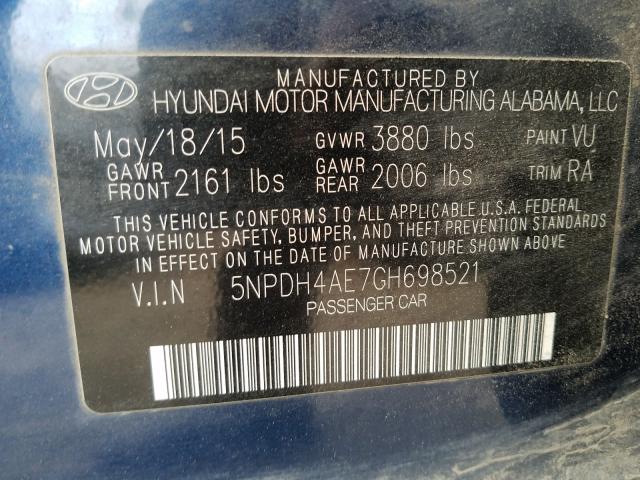 MANUFACTURED BY
HYUNDAI MOTOR MANUFACTURING ALABAMA, LLC
May/18/15 GVWR 3880 lbs PAINT VU
GAWR FRONT 2161 lbs GAWR REAR 2006 lbs TRIM RA
THIS VEHICLE CONFORMS TO ALL APPLICABLE U.S.A. FEDERAL
MOTOR VEHICLE SAFETY, BUMPER, AND THEFT PREVENTION STANDARDS
IN EFFECT ON THE DATE OF MANUFACTURE SHOWN ABOVE.
V.I.N 5NPDH4AE7GH698521
PASSENGER CAR